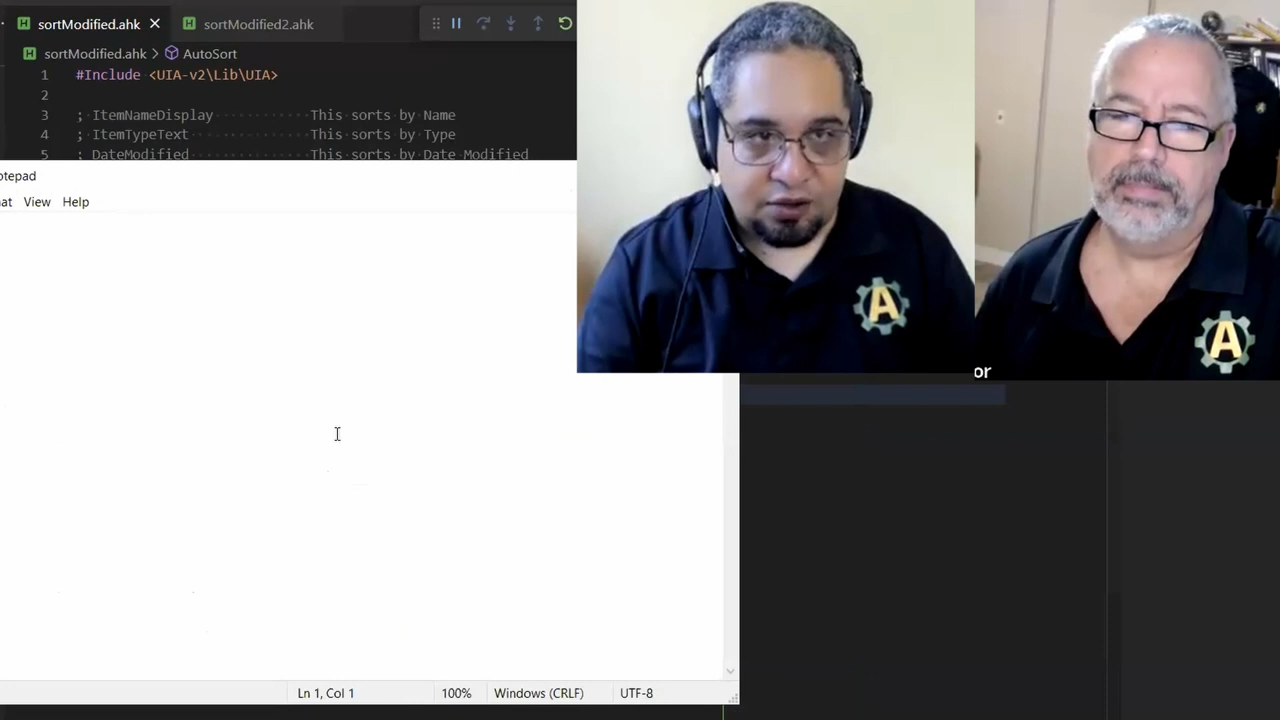 sortModified.ahk
sortModified2.ahk
sortModified.ahk > AutoSort
1 #Include <UIA-v2\Lib\UIA>
2
3 ; ItemNameDisplay············This sorts by Name
4 ; ItemTypeText············This sorts by Type
5 ; DateModified············This sorts by Date Modified
otepad
at View Help
A
A
or
Ln 1, Col 1 100% Windows (CRLF) UTF-8